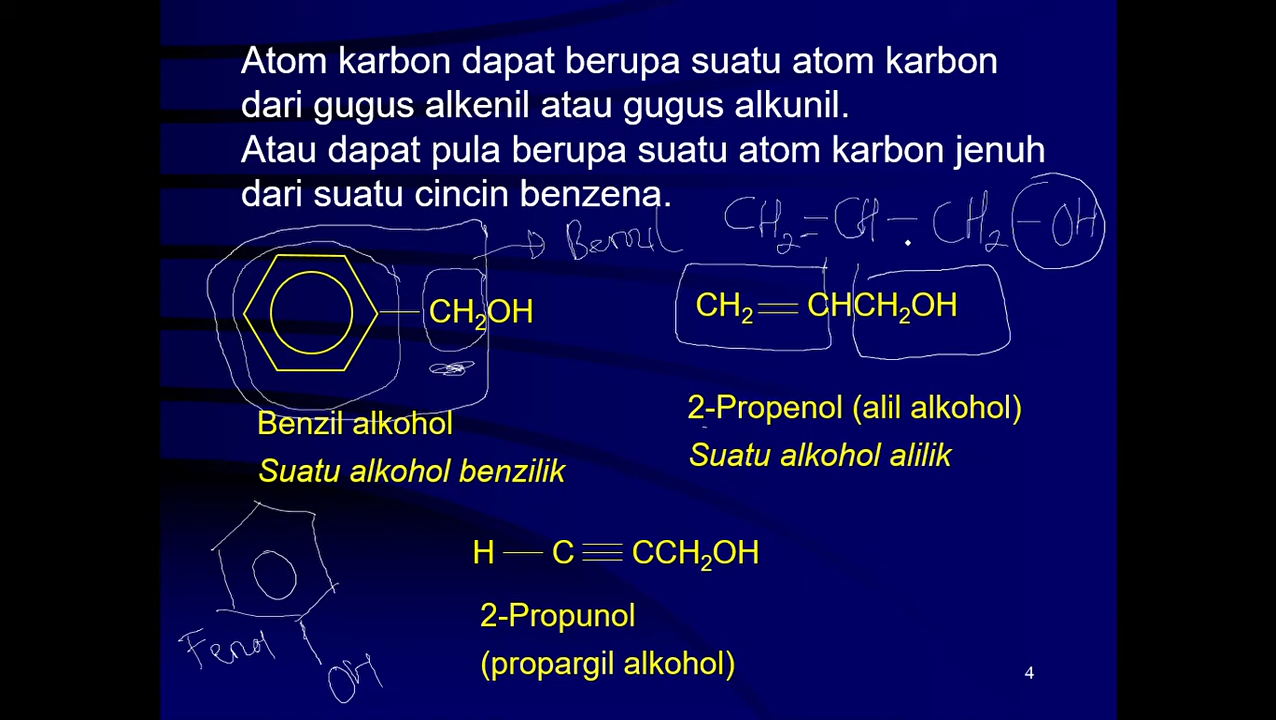 Atom karbon dapat berupa suatu atom karbon
dari gugus alkenil atau gugus alkunil.
Atau dapat pula berupa suatu atom karbon jenuh
dari suatu cincin benzena.
CH₂=CH—CH₂—OH
Benzil
CH₂OH
CH₂=CHCH₂OH
Benzil alkohol
Suatu alkohol benzilik
2-Propenol (alil alkohol)
Suatu alkohol alilik
H—C≡CCH₂OH
2-Propunol
(propargil alkohol)
Fenol
OH
4